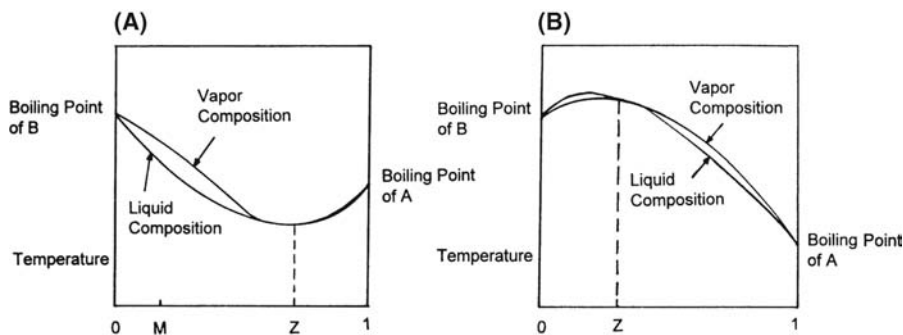 (A)
Boiling Point
of B
Vapor
Composition
Liquid
Composition
Boiling Point
of A
Temperature
0
M
Z
1
(B)
Boiling Point
of B
Vapor
Composition
Liquid
Composition
Temperature
Boiling Point
of A
0
Z
1